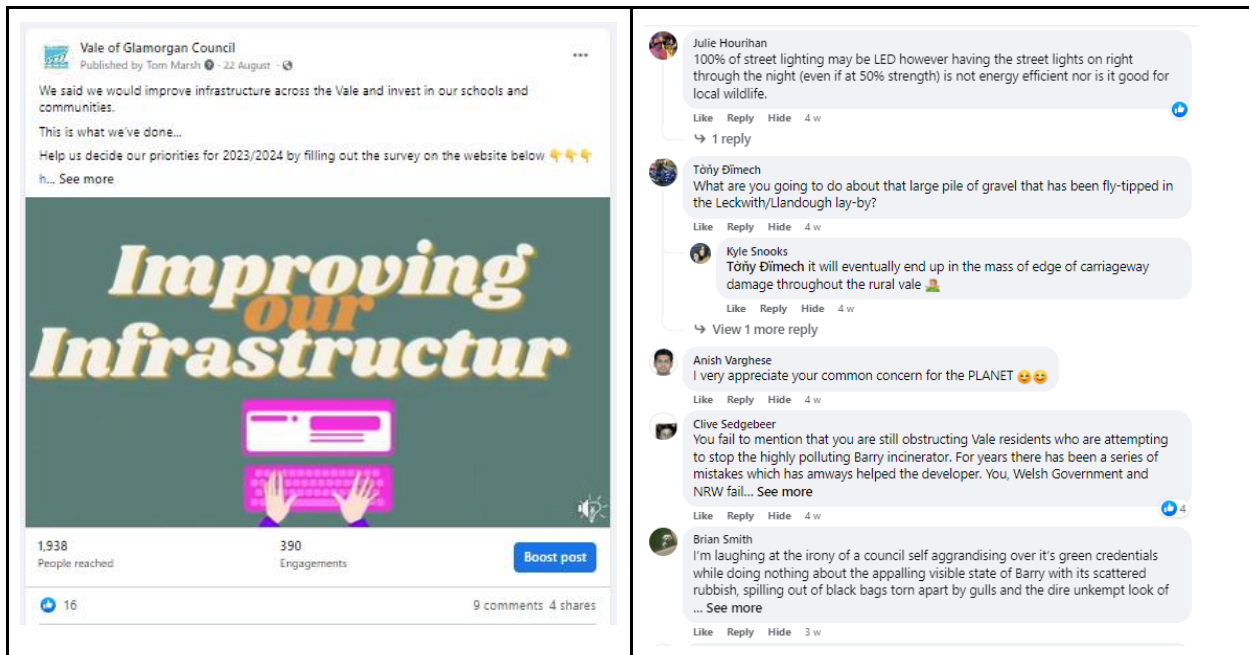 Vale of Glamorgan Council
Published by Tom Marsh · 22 August ·
We said we would improve infrastructure across the Vale and invest in our schools and
communities.
This is what we've done...
Help us decide our priorities for 2023/2024 by filling out the survey on the website below 👇👇👇
h... See more
Improving
our
Infrastructur
1,938
People reached
390
Engagements
Boost post
16
9 comments 4 shares
Julie Hourihan
100% of street lighting may be LED however having the street lights on right
through the night (even if at 50% strength) is not energy efficient nor is it good for
local wildlife.
Like Reply Hide 4 w
1 reply
Tôñy Đïmech
What are you going to do about that large pile of gravel that has been fly-tipped in
the Leckwith/Llandough lay-by?
Like Reply Hide 4 w
Kyle Snooks
Tôñy Đïmech it will eventually end up in the mass of edge of carriageway
damage throughout the rural vale 🤷
Like Reply Hide 4 w
View 1 more reply
Anish Varghese
I very appreciate your common concern for the PLANET 😊😊
Like Reply Hide 4 w
Clive Sedgebeer
You fail to mention that you are still obstructing Vale residents who are attempting
to stop the highly polluting Barry incinerator. For years there has been a series of
mistakes which has amways helped the developer. You, Welsh Government and
NRW fail... See more
Like Reply Hide 4 w
4
Brian Smith
I'm laughing at the irony of a council self aggrandising over it's green credentials
while doing nothing about the appalling visible state of Barry with its scattered
rubbish, spilling out of black bags torn apart by gulls and the dire unkempt look of
... See more
Like Reply Hide 3 w